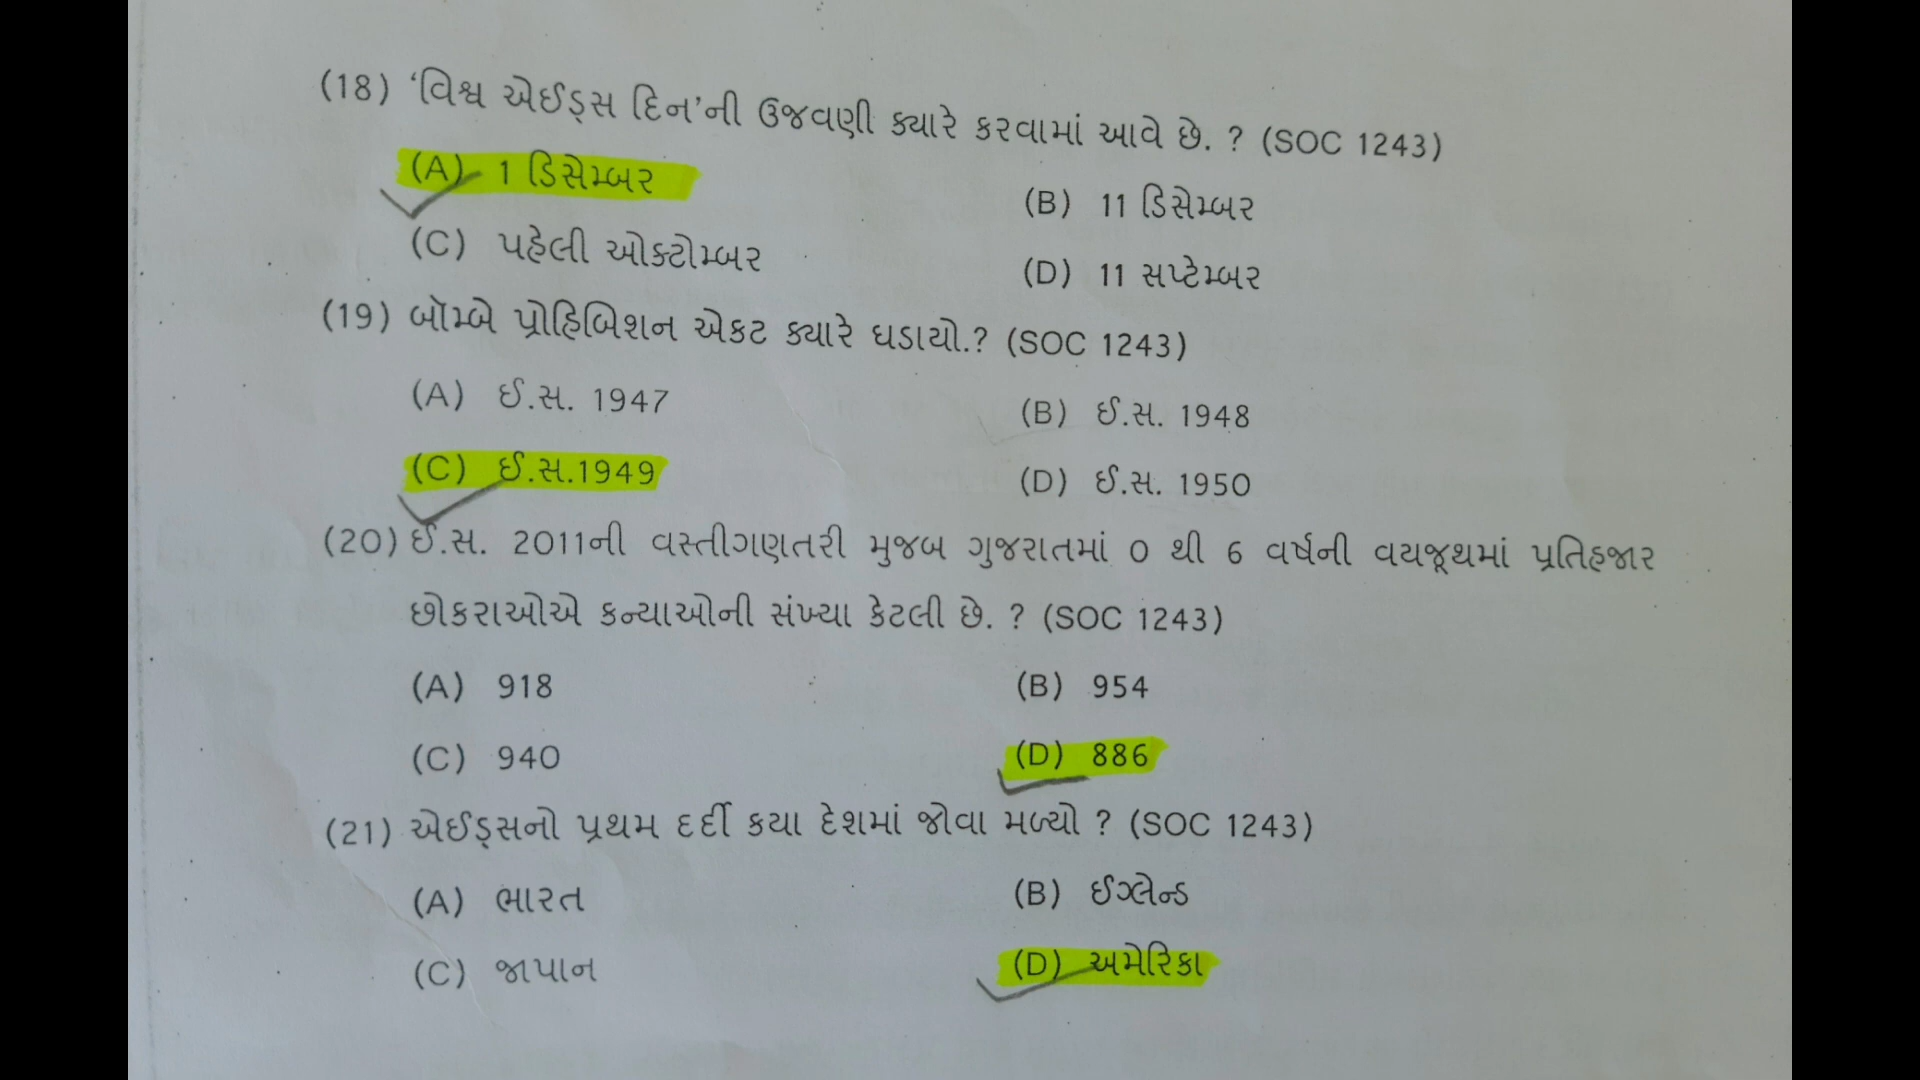 (18) ‘વિશ્વ એઈડ્સ દિન’ની ઉજવણી ક્યારે કરવામાં આવે છે. ? (SOC 1243)
(A) 1 ડિસેમ્બર (B) 11 ડિસેમ્બર
(C) પહેલી ઓક્ટોમ્બર (D) 11 સપ્ટેમ્બર
(19) બૉમ્બે પ્રોહિબિશન એકટ ક્યારે ઘડાયો.? (SOC 1243)
(A) ઈ.સ. 1947 (B) ઈ.સ. 1948
(C) ઈ.સ.1949 (D) ઈ.સ. 1950
(20) ઈ.સ. 2011ની વસ્તીગણતરી મુજબ ગુજરાતમાં 0 થી 6 વર્ષની વયજૂથમાં પ્રતિહજાર
છોકરાઓએ કન્યાઓની સંખ્યા કેટલી છે. ? (SOC 1243)
(A) 918 (B) 954
(C) 940 (D) 886
(21) એઈડ્સનો પ્રથમ દર્દી કયા દેશમાં જોવા મળ્યો ? (SOC 1243)
(A) ભારત (B) ઈગ્લેન્ડ
(C) જાપાન (D) અમેરિકા